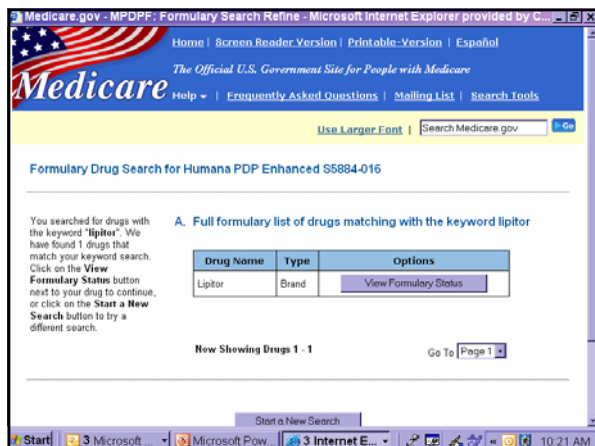 Medicare.gov - MPDPF: Formulary Search Refine - Microsoft Internet Explorer provided by C...
Home | Screen Reader Version | Printable-Version | Español
The Official U.S. Government Site for People with Medicare
Medicare
Help | Frequently Asked Questions | Mailing List | Search Tools
Use Larger Font | Search Medicare.gov Go
Formulary Drug Search for Humana PDP Enhanced S5884-016
You searched for drugs with
the keyword "lipitor". We
have found 1 drugs that
match your keyword search.
Click on the View
Formulary Status button
next to your drug to continue,
or click on the Start a New
Search button to try a
different search.
A. Full formulary list of drugs matching with the keyword lipitor
Drug Name Type Options
Lipitor Brand View Formulary Status
Now Showing Drugs 1 - 1 Go To Page 1
Start a New Search
Start 3 Microsoft ... Microsoft Pow... 3 Internet E... « 10:21 AM